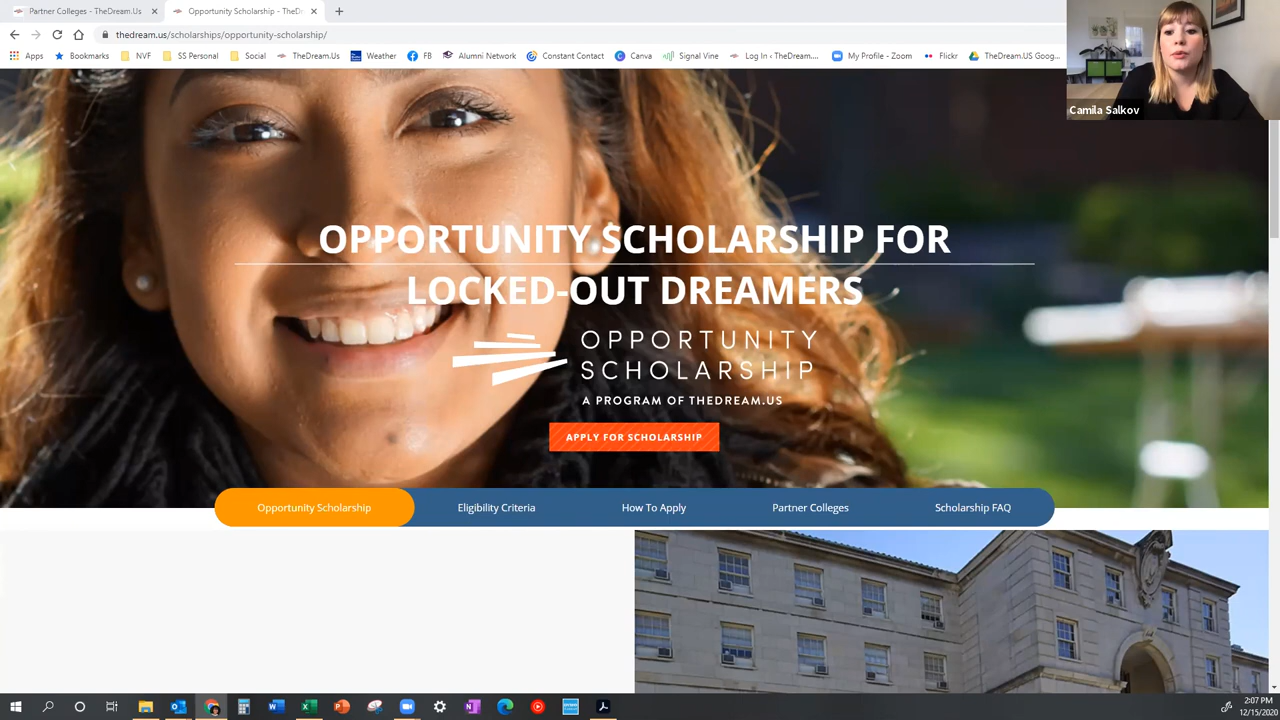 Partner Colleges - TheDream.Us
Opportunity Scholarship - TheDr
thedream.us/scholarships/opportunity-scholarship/
Apps
Bookmarks
NVF
SS Personal
Social
TheDream.Us
Weather
FB
Alumni Network
Constant Contact
Canva
Signal Vine
Log In ‹ TheDream....
My Profile - Zoom
Flickr
TheDream.US Goog...
Camila Salkov
OPPORTUNITY SCHOLARSHIP FOR
LOCKED-OUT DREAMERS
OPPORTUNITY
SCHOLARSHIP
A PROGRAM OF THEDREAM.US
APPLY FOR SCHOLARSHIP
Opportunity Scholarship
Eligibility Criteria
How To Apply
Partner Colleges
Scholarship FAQ
2:07 PM
12/15/2020